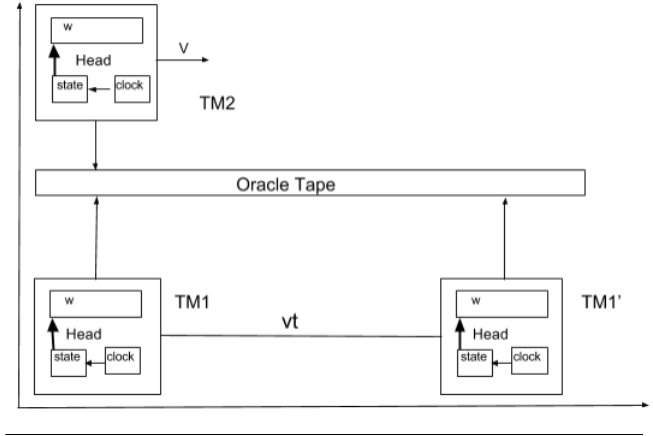 w
V
Head
state
clock
TM2
Oracle Tape
w
TM1
Head
state
clock
vt
w
TM1’
Head
state
clock